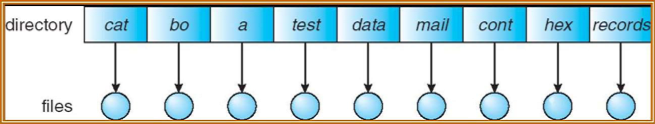 directory cat bo a test data mail cont hex records
files